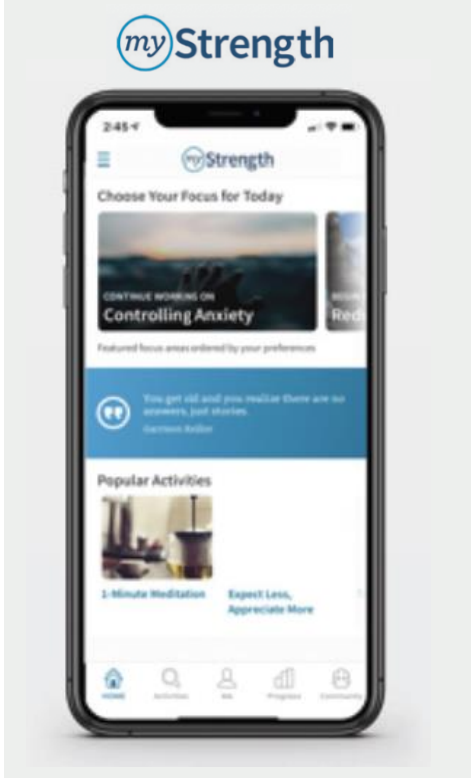 myStrength
2:45
myStrength
Choose Your Focus for Today
CONTINUE WORKING ON
Controlling Anxiety
BEGIN
Red
Featured focus areas ordered by your preferences
You get old and you realize there are no
answers, just stories.
Garrison Keillor
Popular Activities
1-Minute Meditation
Expect Less,
Appreciate More
HOME
Activities
Me
Progress
Community